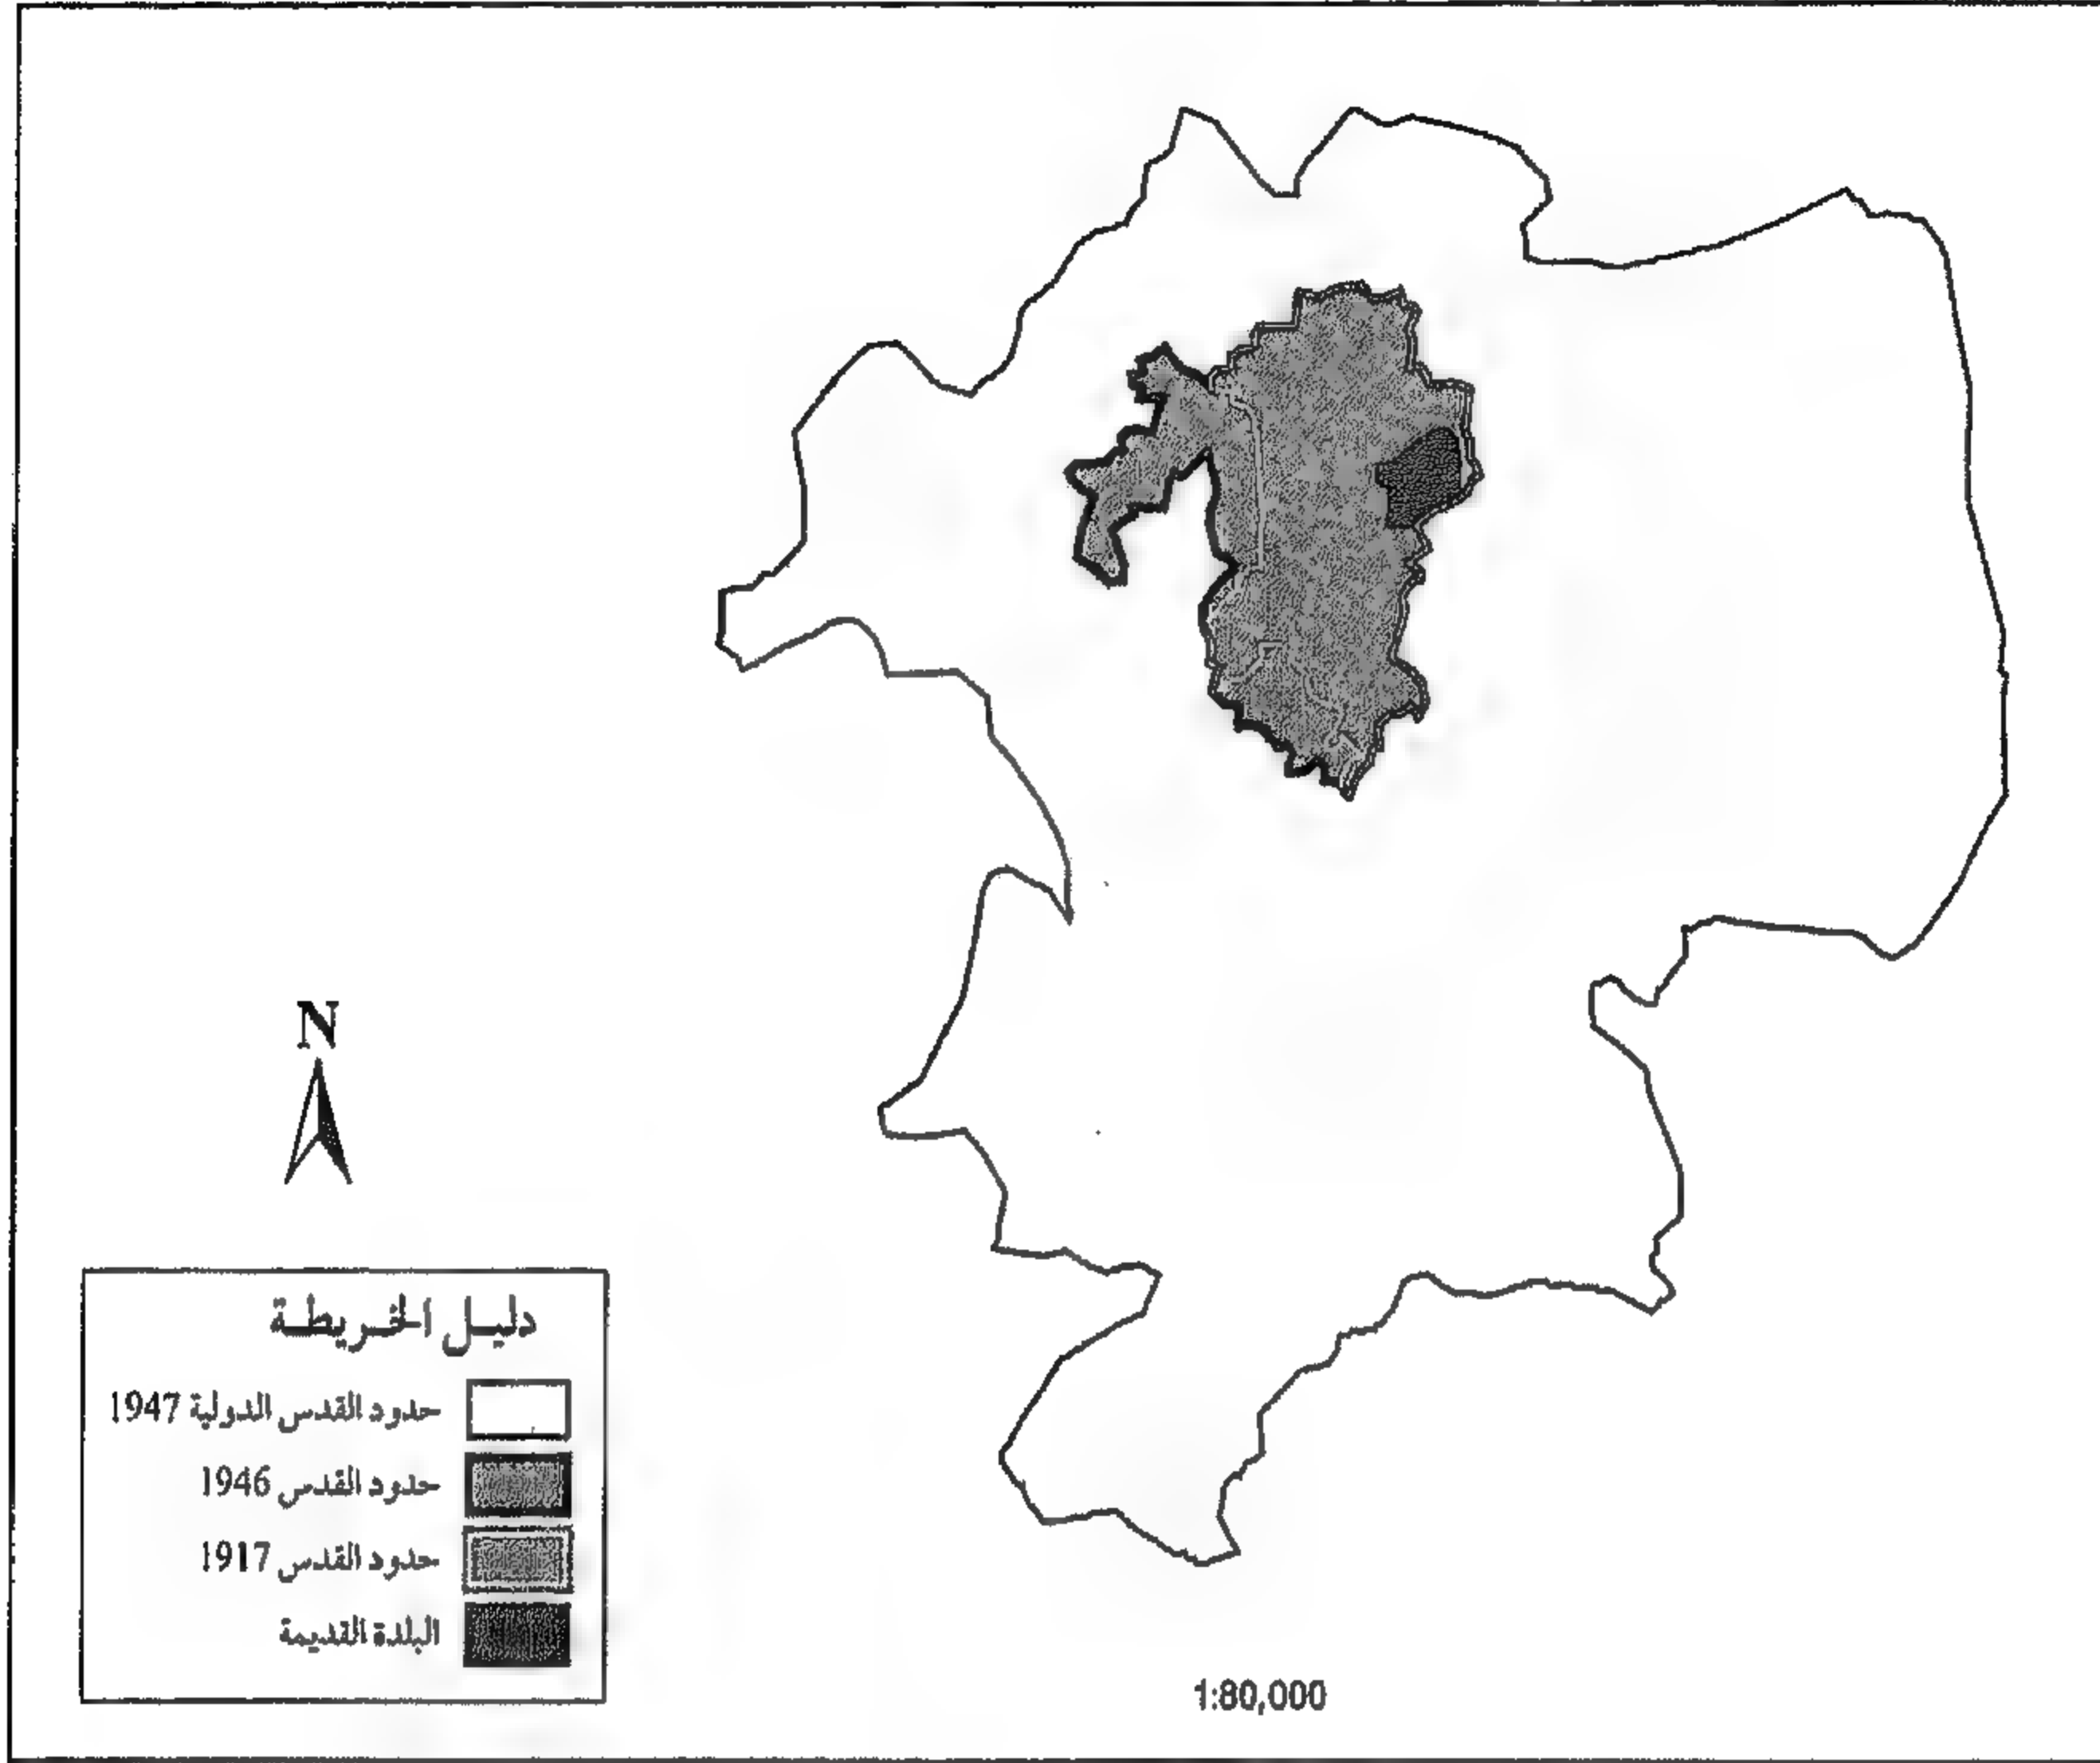 N
دليل الخريطة
حدود القدس الدولية 1947
حدود القدس 1946
حدود القدس 1917
البلدة القديمة
1:80,000